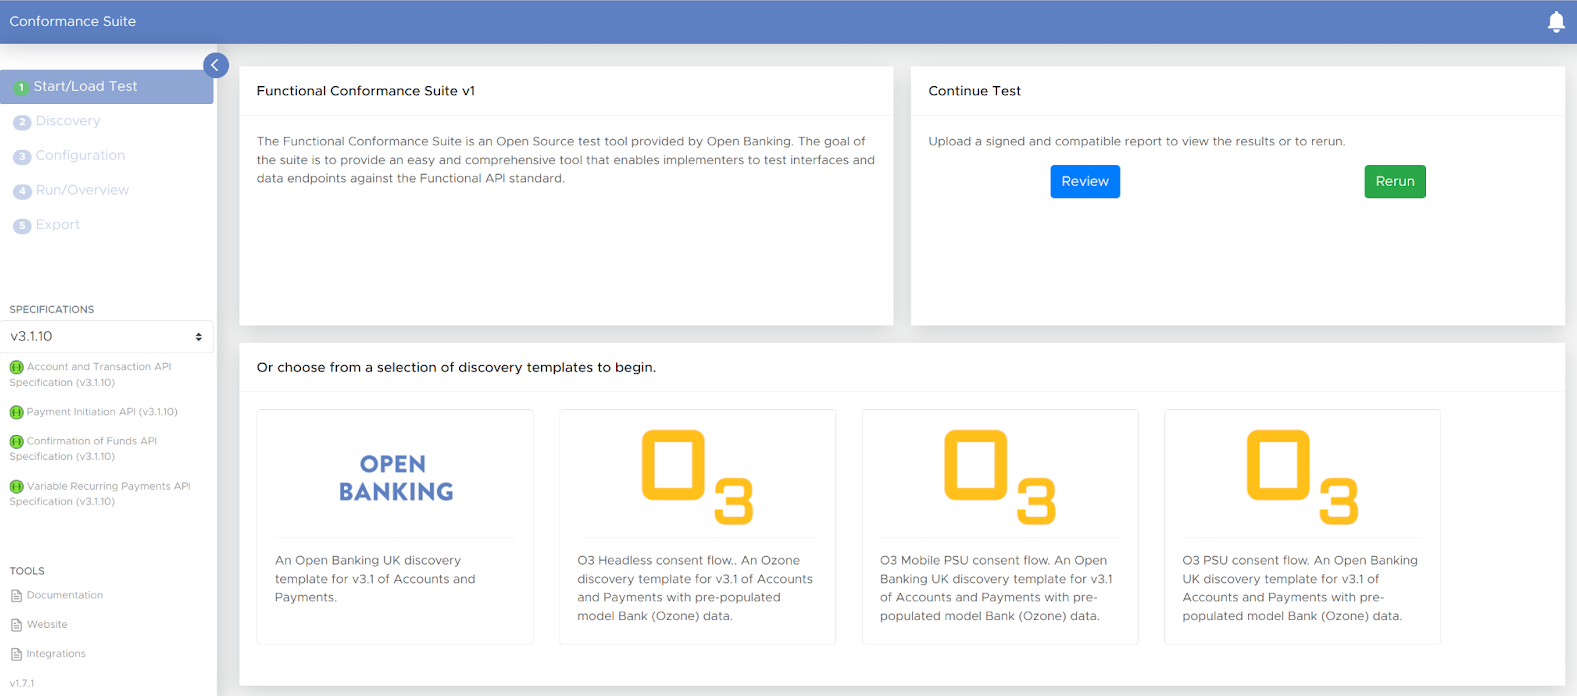 Conformance Suite
1 Start/Load Test
2 Discovery
3 Configuration
4 Run/Overview
5 Export
SPECIFICATIONS
v3.1.10
Account and Transaction API
Specification (v3.1.10)
Payment Initiation API (v3.1.10)
Confirmation of Funds API
Specification (v3.1.10)
Variable Recurring Payments API
Specification (v3.1.10)
TOOLS
Documentation
Website
Integrations
v1.7.1
Functional Conformance Suite v1
The Functional Conformance Suite is an Open Source test tool provided by Open Banking. The goal of
the suite is to provide an easy and comprehensive tool that enables implementers to test interfaces and
data endpoints against the Functional API standard.
Continue Test
Upload a signed and compatible report to view the results or to rerun.
Review
Rerun
Or choose from a selection of discovery templates to begin.
OPEN
BANKING
An Open Banking UK discovery
template for v3.1 of Accounts and
Payments.
O3
O3 Headless consent flow.. An Ozone
discovery template for v3.1 of Accounts
and Payments with pre-populated
model Bank (Ozone) data.
O3
O3 Mobile PSU consent flow. An Open
Banking UK discovery template for v3.1
of Accounts and Payments with pre-
populated model Bank (Ozone) data.
O3
O3 PSU consent flow. An Open Banking
UK discovery template for v3.1 of
Accounts and Payments with pre-
populated model Bank (Ozone) data.